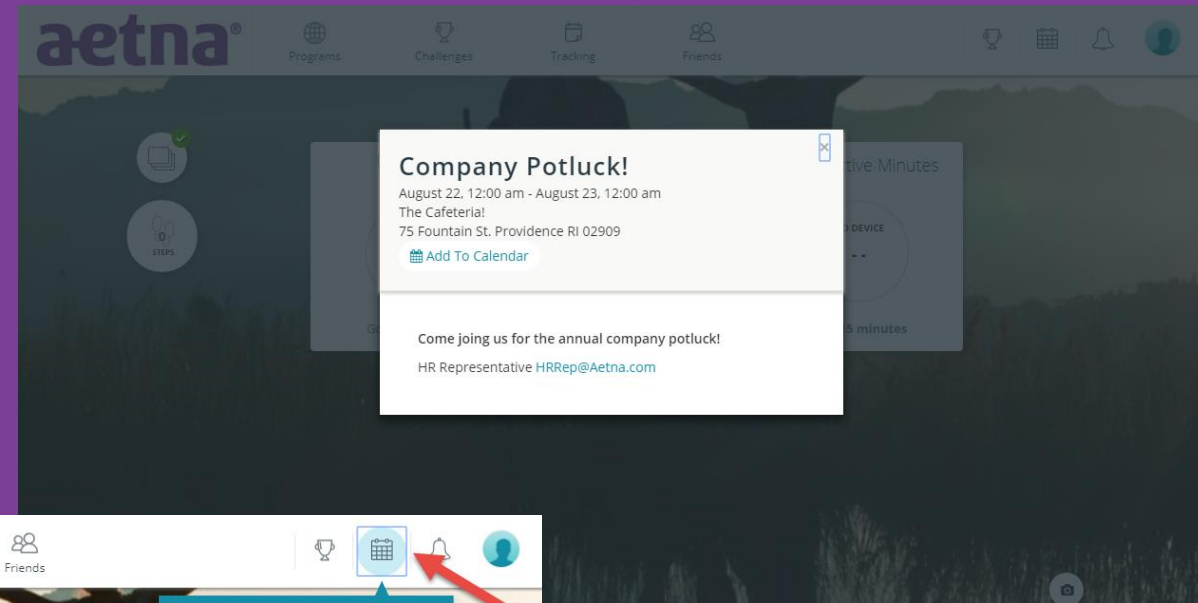 aetna®
Programs
Challenges
Tracking
Friends
Company Potluck!
×
August 22, 12:00 am - August 23, 12:00 am
The Cafeteria!
75 Fountain St. Providence RI 02909
Add To Calendar
Come joing us for the annual company potluck!
HR Representative HRRep@Aetna.com
tive Minutes
0
STEPS
DEVICE
--
5 minutes
Friends